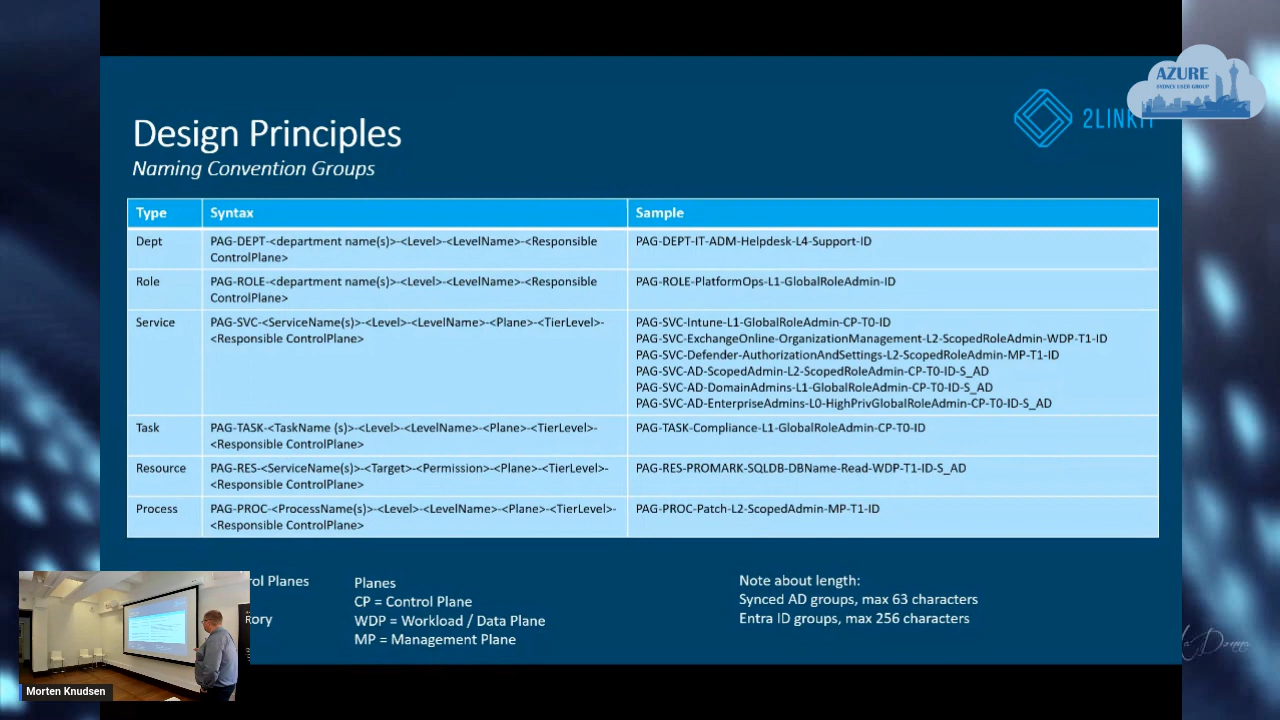 AZURE
SYDNEY USER GROUP
2LINKIT
Design Principles
Naming Convention Groups
Type Syntax Sample
Dept PAG-DEPT-<department name(s)>-<Level>-<LevelName>-<Responsible PAG-DEPT-IT-ADM-Helpdesk-L4-Support-ID
ControlPlane>
Role PAG-ROLE-<department name(s)>-<Level>-<LevelName>-<Responsible PAG-ROLE-PlatformOps-L1-GlobalRoleAdmin-ID
ControlPlane>
Service PAG-SVC-<ServiceName(s)>-<Level>-<LevelName>-<Plane>-<TierLevel>- PAG-SVC-Intune-L1-GlobalRoleAdmin-CP-T0-ID
<Responsible ControlPlane> PAG-SVC-ExchangeOnline-OrganizationManagement-L2-ScopedRoleAdmin-WDP-T1-ID
PAG-SVC-Defender-AuthorizationAndSettings-L2-ScopedRoleAdmin-MP-T1-ID
PAG-SVC-AD-ScopedAdmin-L2-ScopedRoleAdmin-CP-T0-ID-S_AD
PAG-SVC-AD-DomainAdmins-L1-GlobalRoleAdmin-CP-T0-ID-S_AD
PAG-SVC-AD-EnterpriseAdmins-L0-HighPrivGlobalRoleAdmin-CP-T0-ID-S_AD
Task PAG-TASK-<TaskName (s)>-<Level>-<LevelName>-<Plane>-<TierLevel>- PAG-TASK-Compliance-L1-GlobalRoleAdmin-CP-T0-ID
<Responsible ControlPlane>
Resource PAG-RES-<ServiceName(s)>-<Target>-<Permission>-<Plane>-<TierLevel>- PAG-RES-PROMARK-SQLDB-DBName-Read-WDP-T1-ID-S_AD
<Responsible ControlPlane>
Process PAG-PROC-<ProcessName(s)>-<Level>-<LevelName>-<Plane>-<TierLevel>- PAG-PROC-Patch-L2-ScopedAdmin-MP-T1-ID
<Responsible ControlPlane>
Planes
Planes
CP = Control Plane
WDP = Workload / Data Plane
MP = Management Plane
Note about length:
Synced AD groups, max 63 characters
Entra ID groups, max 256 characters
Donna
Morten Knudsen